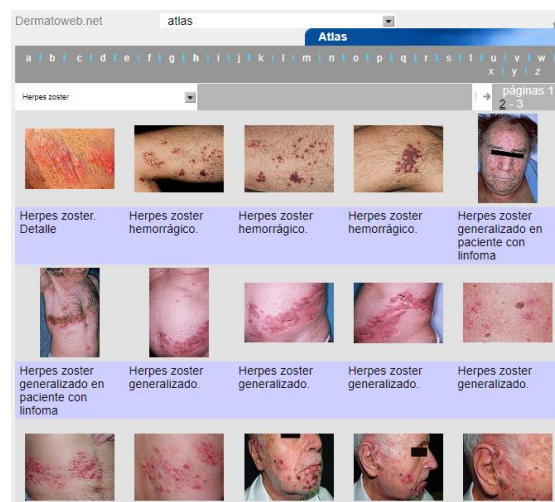 Dermatoweb.net
atlas
Atlas
a b c d e f g h i j k l m n o p q r s t u v w
x y z
Herpes zoster
páginas 1
2 - 3
Herpes zoster.
Detalle
Herpes zoster
hemorrágico.
Herpes zoster
hemorrágico.
Herpes zoster
hemorrágico.
Herpes zoster
generalizado en
paciente con
linfoma
Herpes zoster
generalizado en
paciente con
linfoma
Herpes zoster
generalizado.
Herpes zoster
generalizado.
Herpes zoster
generalizado.
Herpes zoster
generalizado.